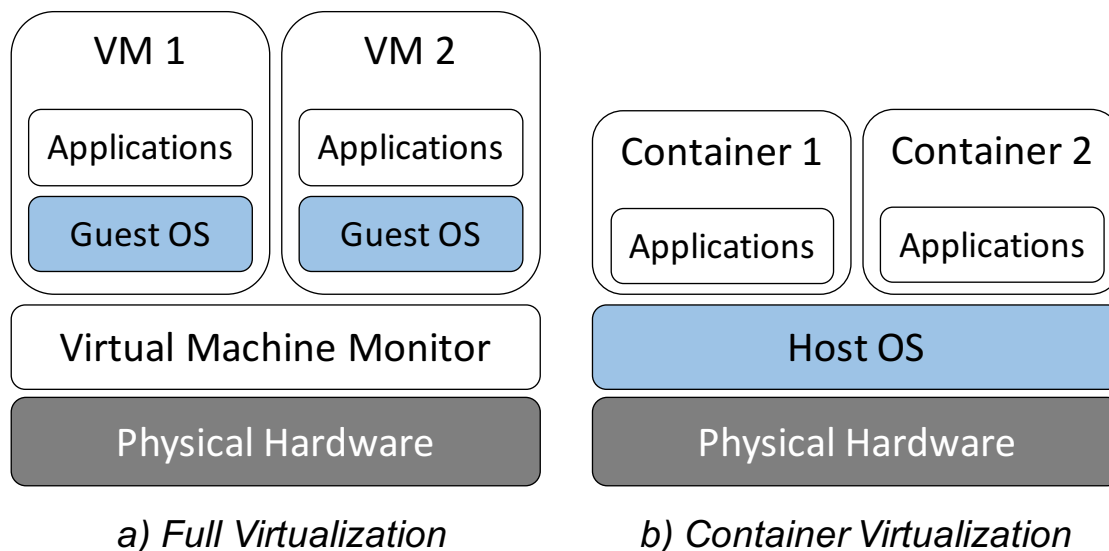 VM 1
VM 2
Applications
Applications
Guest OS
Guest OS
Virtual Machine Monitor
Physical Hardware
a) Full Virtualization
Container 1
Container 2
Applications
Applications
Host OS
Physical Hardware
b) Container Virtualization